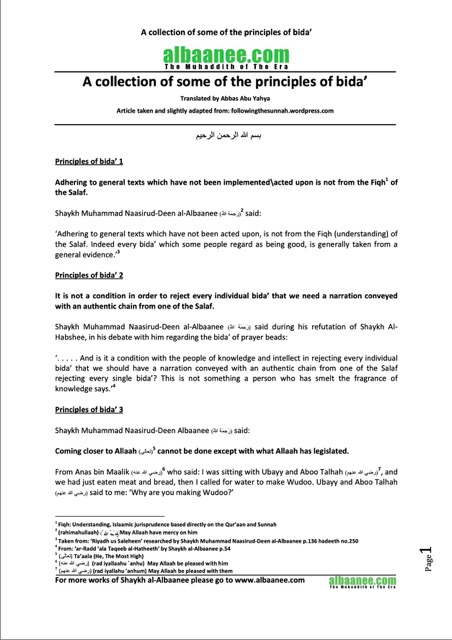 A collection of some of the principles of bida'
albaanee.com
The Muhaddith of The Era
A collection of some of the principles of bida'
Translated by Abbas Abu Yahya
Article taken and slightly adapted from: followingthesunnah.wordpress.com
بسم الله الرحمن الرحيم
Principles of bida' 1
Adhering to general texts which have not been implemented\acted upon is not from the Fiqh1 of
the Salaf.
Shaykh Muhammad Naasirud-Deen al-Albaanee (رَحِمَهُ اللهُ)2 said:
'Adhering to general texts which have not been acted upon, is not from the Fiqh (understanding) of
the Salaf. Indeed every bida' which some people regard as being good, is generally taken from a
general evidence.'3
Principles of bida' 2
It is not a condition in order to reject every individual bida' that we need a narration conveyed
with an authentic chain from one of the Salaf.
Shaykh Muhammad Naasirud-Deen al-Albaanee (رَحِمَهُ اللهُ) said during his refutation of Shaykh Al-
Habshee, in his debate with him regarding the bida' of prayer beads:
'. . . . . And is it a condition with the people of knowledge and intellect in rejecting every individual
bida' that we should have a narration conveyed with an authentic chain from one of the Salaf
rejecting every single bida'? This is not something a person who has smelt the fragrance of
knowledge says.'4
Principles of bida' 3
Shaykh Muhammad Naasirud-Deen Albaanee (رَحِمَهُ اللهُ) said:
Coming closer to Allaah (تَعَالَى)5 cannot be done except with what Allaah has legislated.
From Anas bin Maalik (رضي الله عنه)6 who said: I was sitting with Ubayy and Aboo Talhah (رضي الله عنهم)7, and
we had just eaten meat and bread, then I called for water to make Wudoo. Ubayy and Aboo Talhah
(رضي الله عنهم) said to me: 'Why are you making Wudoo?'
1 Fiqh: Understanding, Islaamic jurisprudence based directly on the Qur'aan and Sunnah
2 (rahimahullaah) May Allaah have mercy on him
3 Taken from: 'Riyadh us Saleheen' researched by Shaykh Muhammad Naasirud-Deen al-Albaanee p.136 hadeeth no.250
4 From: 'ar-Radd 'ala Taqeeb al-Hatheeth' by Shaykh al-Albaanee p.54
5 (تَعَالَى) Ta'aala (He, The Most High)
6 (رضي الله عنه) (rad iyallaahu `anhu) May Allaah be pleased with him
7 (رضي الله عنهم) (rad iyallahu `anhum) May Allaah be pleased with them
For more works of Shaykh al-Albaanee please go to www.albaanee.com
albaanee.com
The Muhaddith of The Era
Page1